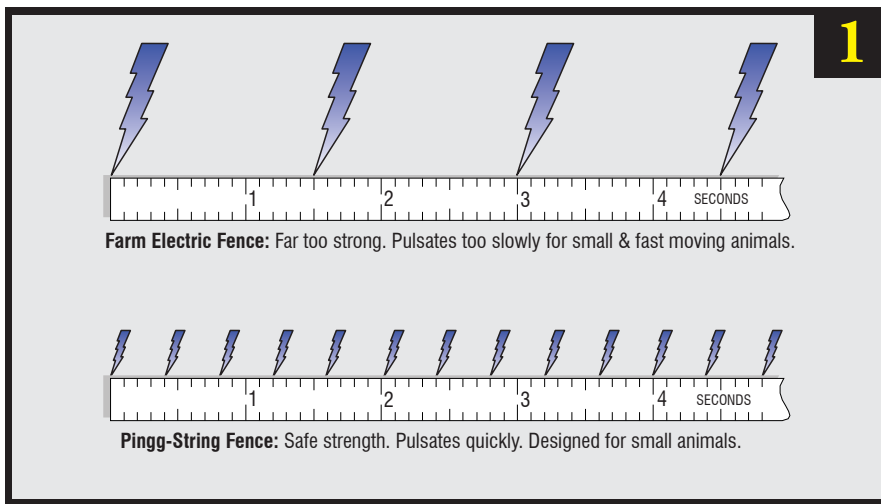 1
1 2 3 4 SECONDS
Farm Electric Fence: Far too strong. Pulsates too slowly for small & fast moving animals.
1 2 3 4 SECONDS
Pingg-String Fence: Safe strength. Pulsates quickly. Designed for small animals.